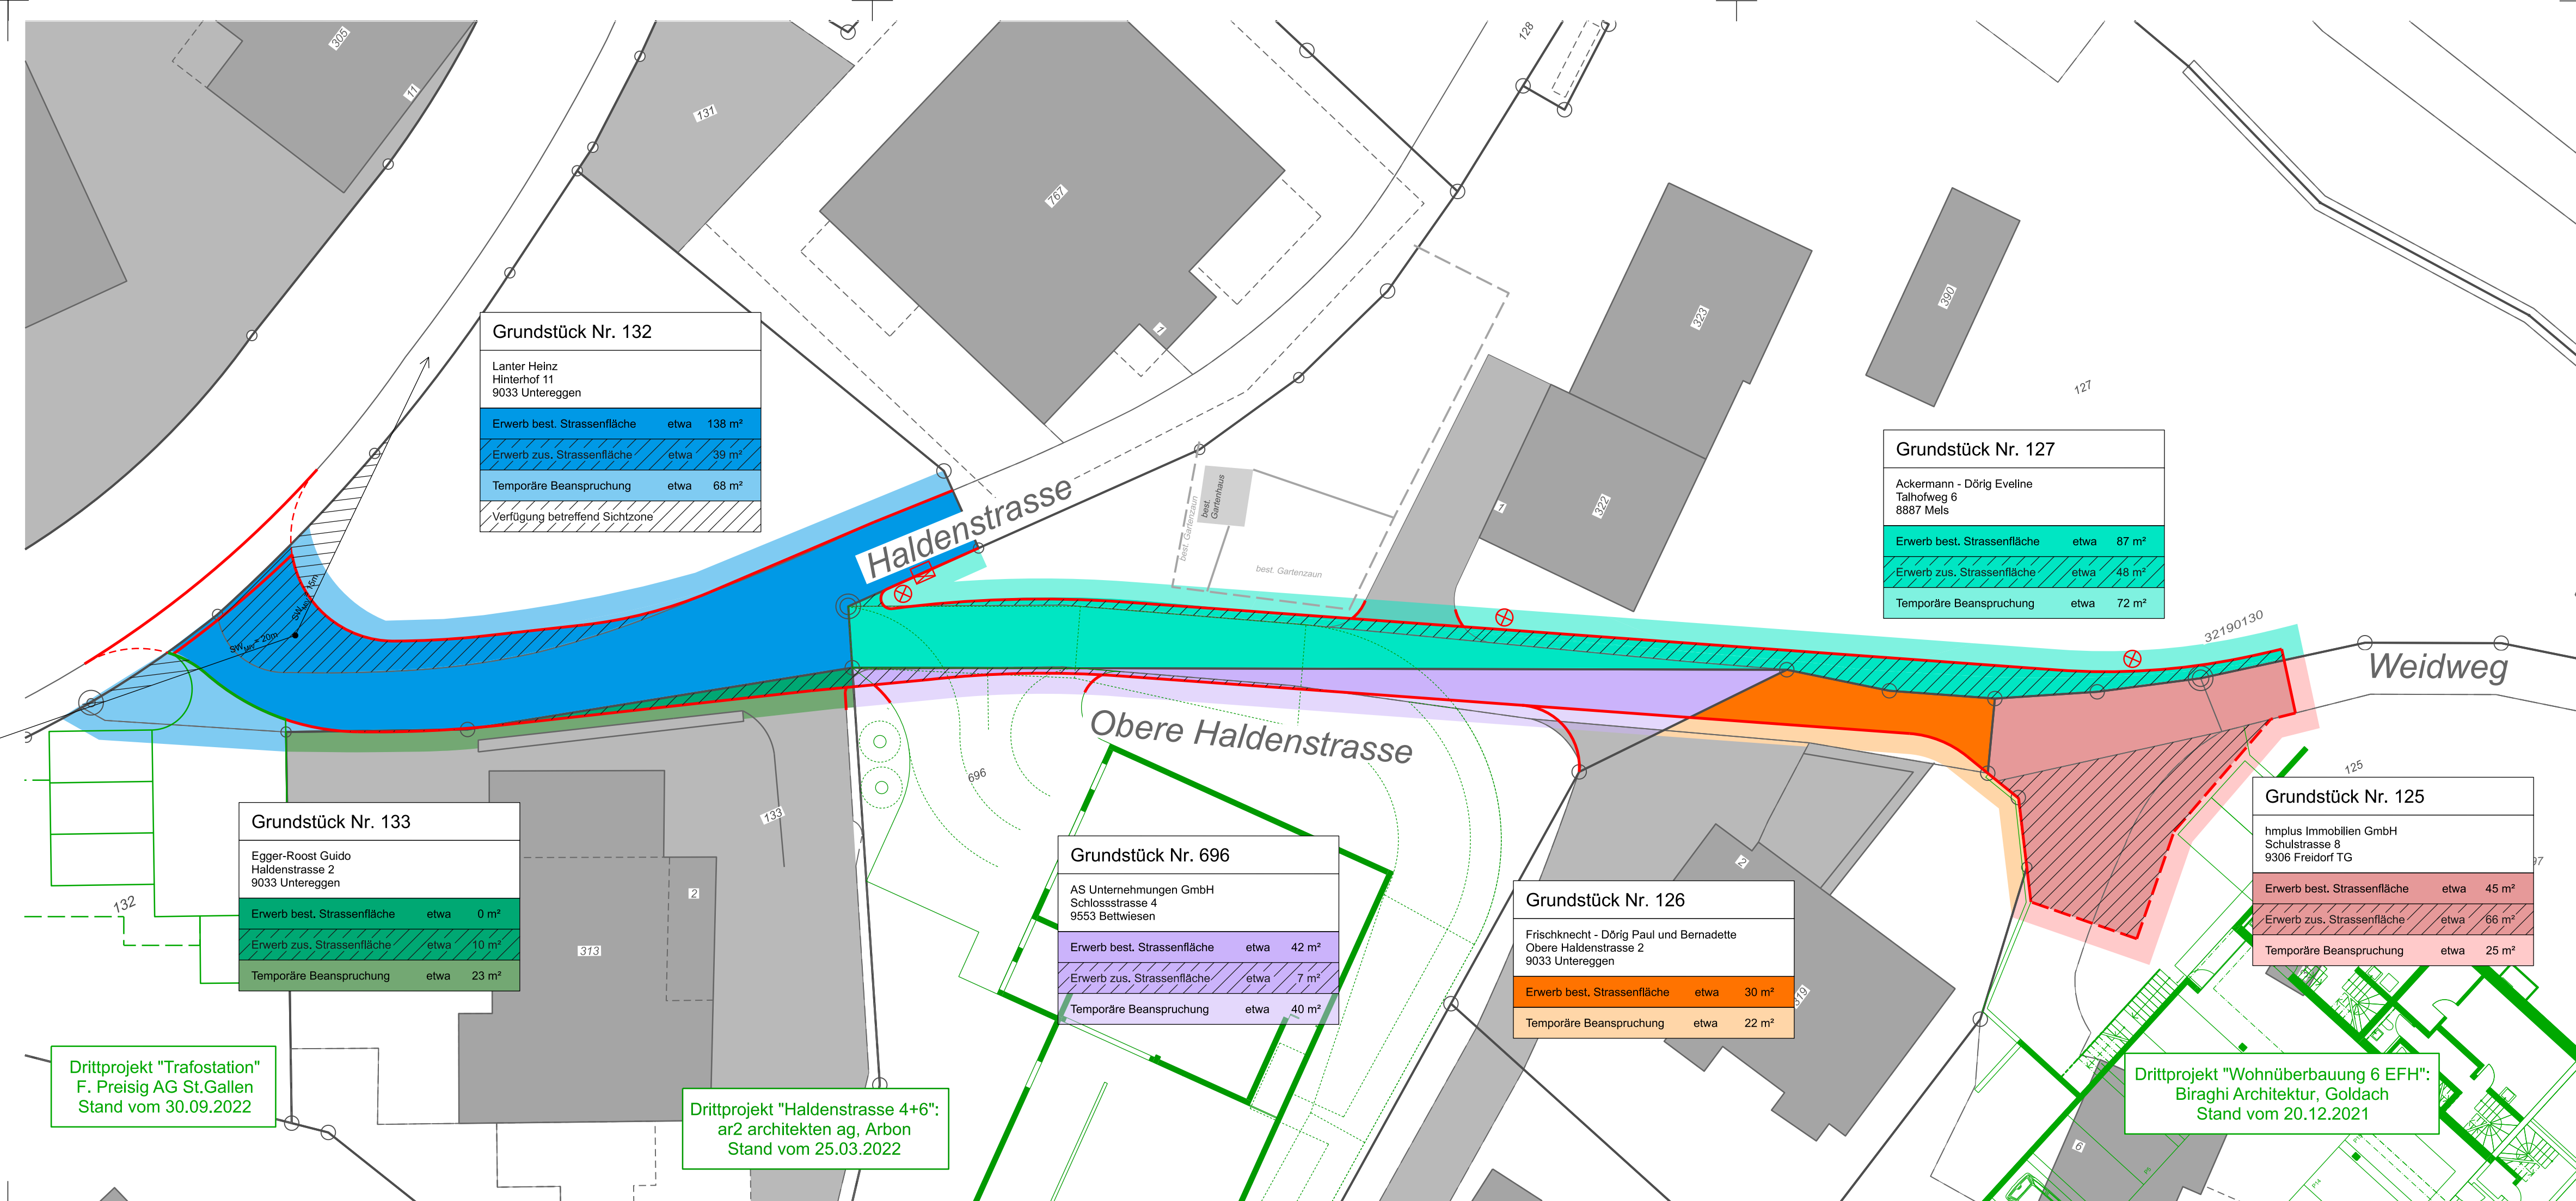 305
11
131
767
1
128
323
390
127
322
1
Grundstück Nr. 132
Lanter Heinz
Hinterhof 11
9033 Untereggen
Erwerb best. Strassenfläche etwa 138 m²
Erwerb zus. Strassenfläche etwa 39 m²
Temporäre Beanspruchung etwa 68 m²
Verfügung betreffend Sichtzone
Grundstück Nr. 127
Ackermann - Dörig Eveline
Talhofweg 6
8887 Mels
Erwerb best. Strassenfläche etwa 87 m²
Erwerb zus. Strassenfläche etwa 48 m²
Temporäre Beanspruchung etwa 72 m²
Haldenstrasse
best. Gartenzaun
best.
Gartenhaus
best. Gartenzaun
32190130
Weidweg
Obere Haldenstrasse
696
125
133
132
2
313
2
319
6
Grundstück Nr. 133
Egger-Roost Guido
Haldenstrasse 2
9033 Untereggen
Erwerb best. Strassenfläche etwa 0 m²
Erwerb zus. Strassenfläche etwa 10 m²
Temporäre Beanspruchung etwa 23 m²
Grundstück Nr. 696
AS Unternehmungen GmbH
Schlossstrasse 4
9553 Bettwiesen
Erwerb best. Strassenfläche etwa 42 m²
Erwerb zus. Strassenfläche etwa 7 m²
Temporäre Beanspruchung etwa 40 m²
Grundstück Nr. 126
Frischknecht - Dörig Paul und Bernadette
Obere Haldenstrasse 2
9033 Untereggen
Erwerb best. Strassenfläche etwa 30 m²
Temporäre Beanspruchung etwa 22 m²
Grundstück Nr. 125
hmplus Immobilien GmbH
Schulstrasse 8
9306 Freidorf TG
Erwerb best. Strassenfläche etwa 45 m²
Erwerb zus. Strassenfläche etwa 66 m²
Temporäre Beanspruchung etwa 25 m²
Drittprojekt "Trafostation"
F. Preisig AG St.Gallen
Stand vom 30.09.2022
Drittprojekt "Haldenstrasse 4+6":
ar2 architekten ag, Arbon
Stand vom 25.03.2022
Drittprojekt "Wohnüberbauung 6 EFH":
Biraghi Architektur, Goldach
Stand vom 20.12.2021